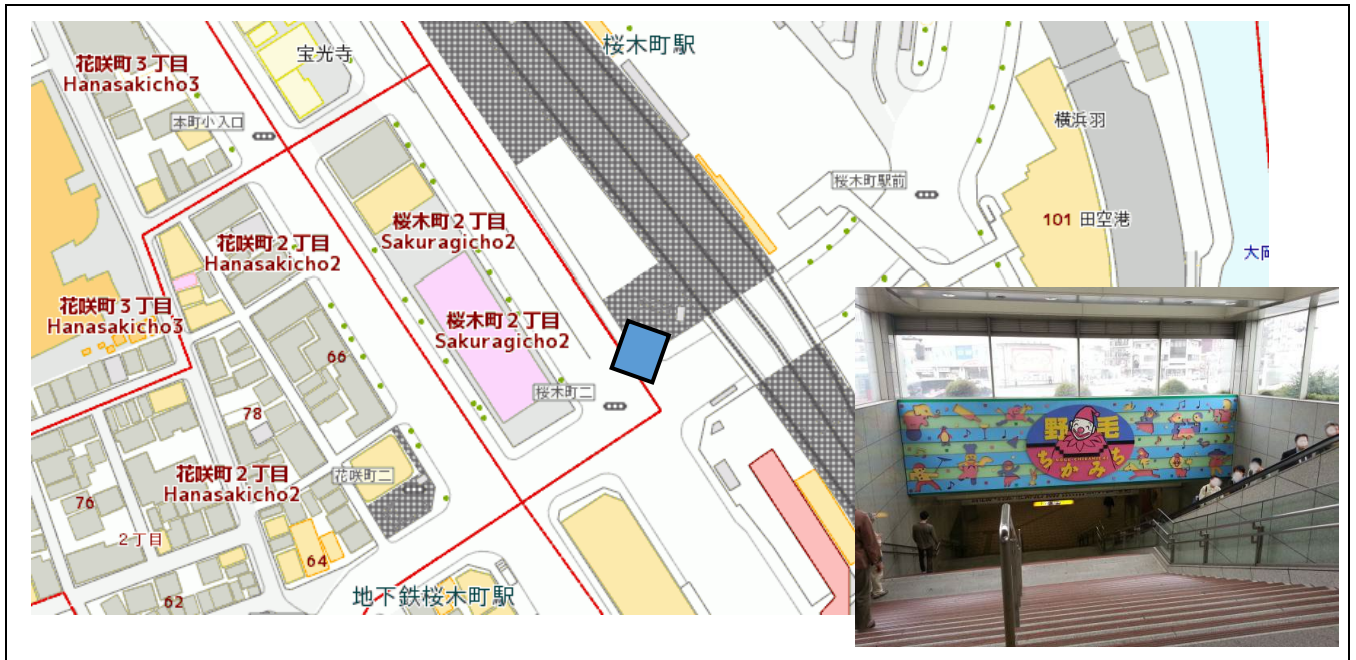 桜木町駅
宝光寺
花咲町3丁目
Hanasakicho3
本町小入口
横浜羽
桜木町駅前
桜木町2丁目
Sakuragicho2
101 田空港
花咲町2丁目
Hanasakicho2
大岡
花咲町3丁目
Hanasakicho3
桜木町2丁目
Sakuragicho2
66
桜木町二
78
花咲町2丁目
Hanasakicho2
花咲町二
76
2丁目
64
62
地下鉄桜木町駅
野毛
ちかみち